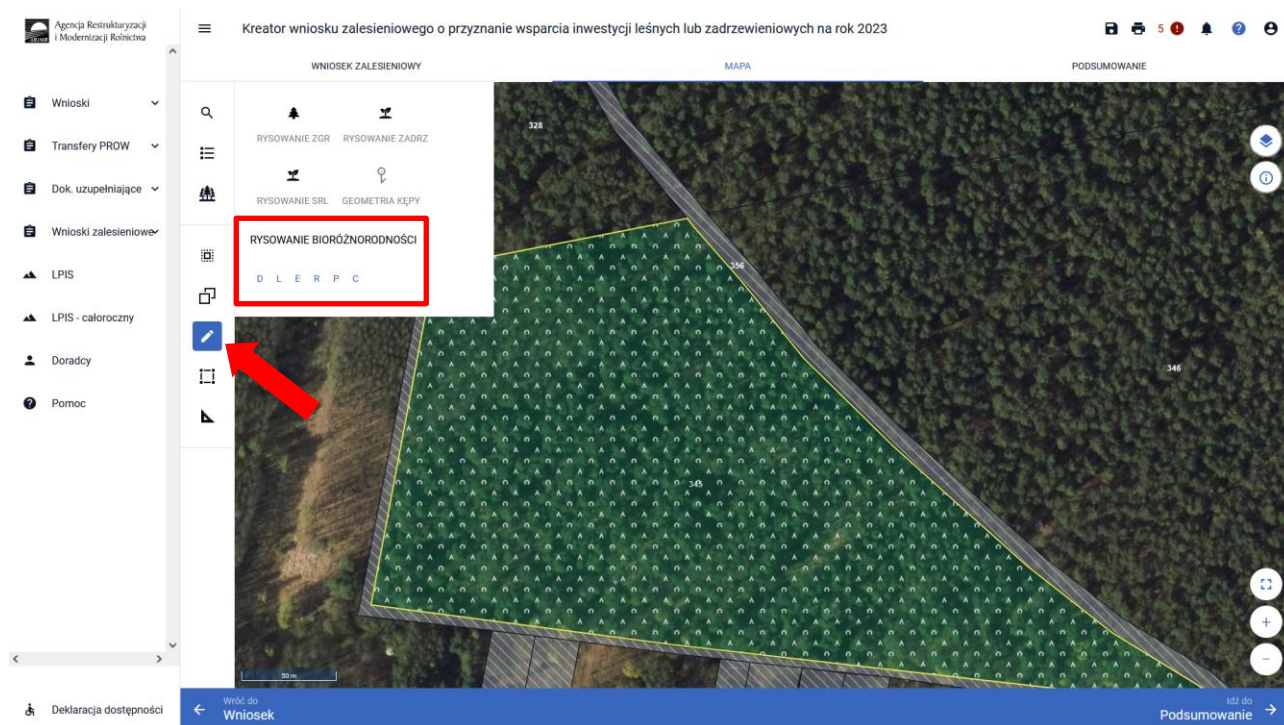 Agencja Restrukturyzacji
i Modernizacji Rolnictwa
Kreator wniosku zalesieniowego o przyznanie wsparcia inwestycji leśnych lub zadrzewieniowych na rok 2023
5
WNIOSEK ZALESIENIOWY
MAPA
PODSUMOWANIE
Wnioski
Transfery PROW
Dok. uzupełniające
Wnioski zalesieniowe
LPIS
LPIS - całoroczny
Doradcy
Pomoc
RYSOWANIE ZGR
RYSOWANIE ZADRZ
RYSOWANIE SRL
GEOMETRIA KĘPY
RYSOWANIE BIORÓŻNORODNOŚCI
D L E R P C
328
356
346
345
50 m
Deklaracja dostępności
Wróć do
Wniosek
Idź do
Podsumowanie